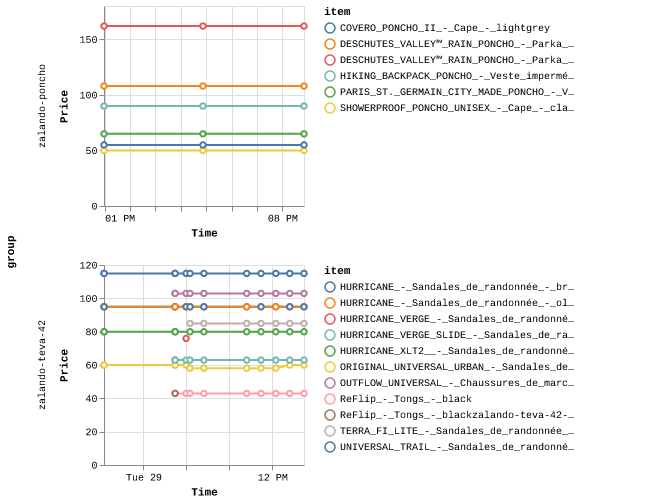 item
COVERO_PONCHO_II_-_Cape_-_lightgrey
DESCHUTES_VALLEY™_RAIN_PONCHO_-_Parka_…
DESCHUTES_VALLEY™_RAIN_PONCHO_-_Parka_…
HIKING_BACKPACK_PONCHO_-_Veste_impermé…
PARIS_ST._GERMAIN_CITY_MADE_PONCHO_-_V…
SHOWERPROOF_PONCHO_UNISEX_-_Cape_-_cla…
zalando-poncho
Price
150
100
50
0
01 PM
08 PM
Time
group
item
HURRICANE_-_Sandales_de_randonnée_-_br…
HURRICANE_-_Sandales_de_randonnée_-_ol…
HURRICANE_VERGE_-_Sandales_de_randonné…
HURRICANE_VERGE_SLIDE_-_Sandales_de_ra…
HURRICANE_XLT2__-_Sandales_de_randonné…
ORIGINAL_UNIVERSAL_URBAN_-_Sandales_de…
OUTFLOW_UNIVERSAL_-_Chaussures_de_marc…
ReFlip_-_Tongs_-_black
ReFlip_-_Tongs_-_blackzalando-teva-42-…
TERRA_FI_LITE_-_Sandales_de_randonnée_…
UNIVERSAL_TRAIL_-_Sandales_de_randonné…
zalando-teva-42
Price
120
100
80
60
40
20
0
Tue 29
12 PM
Time